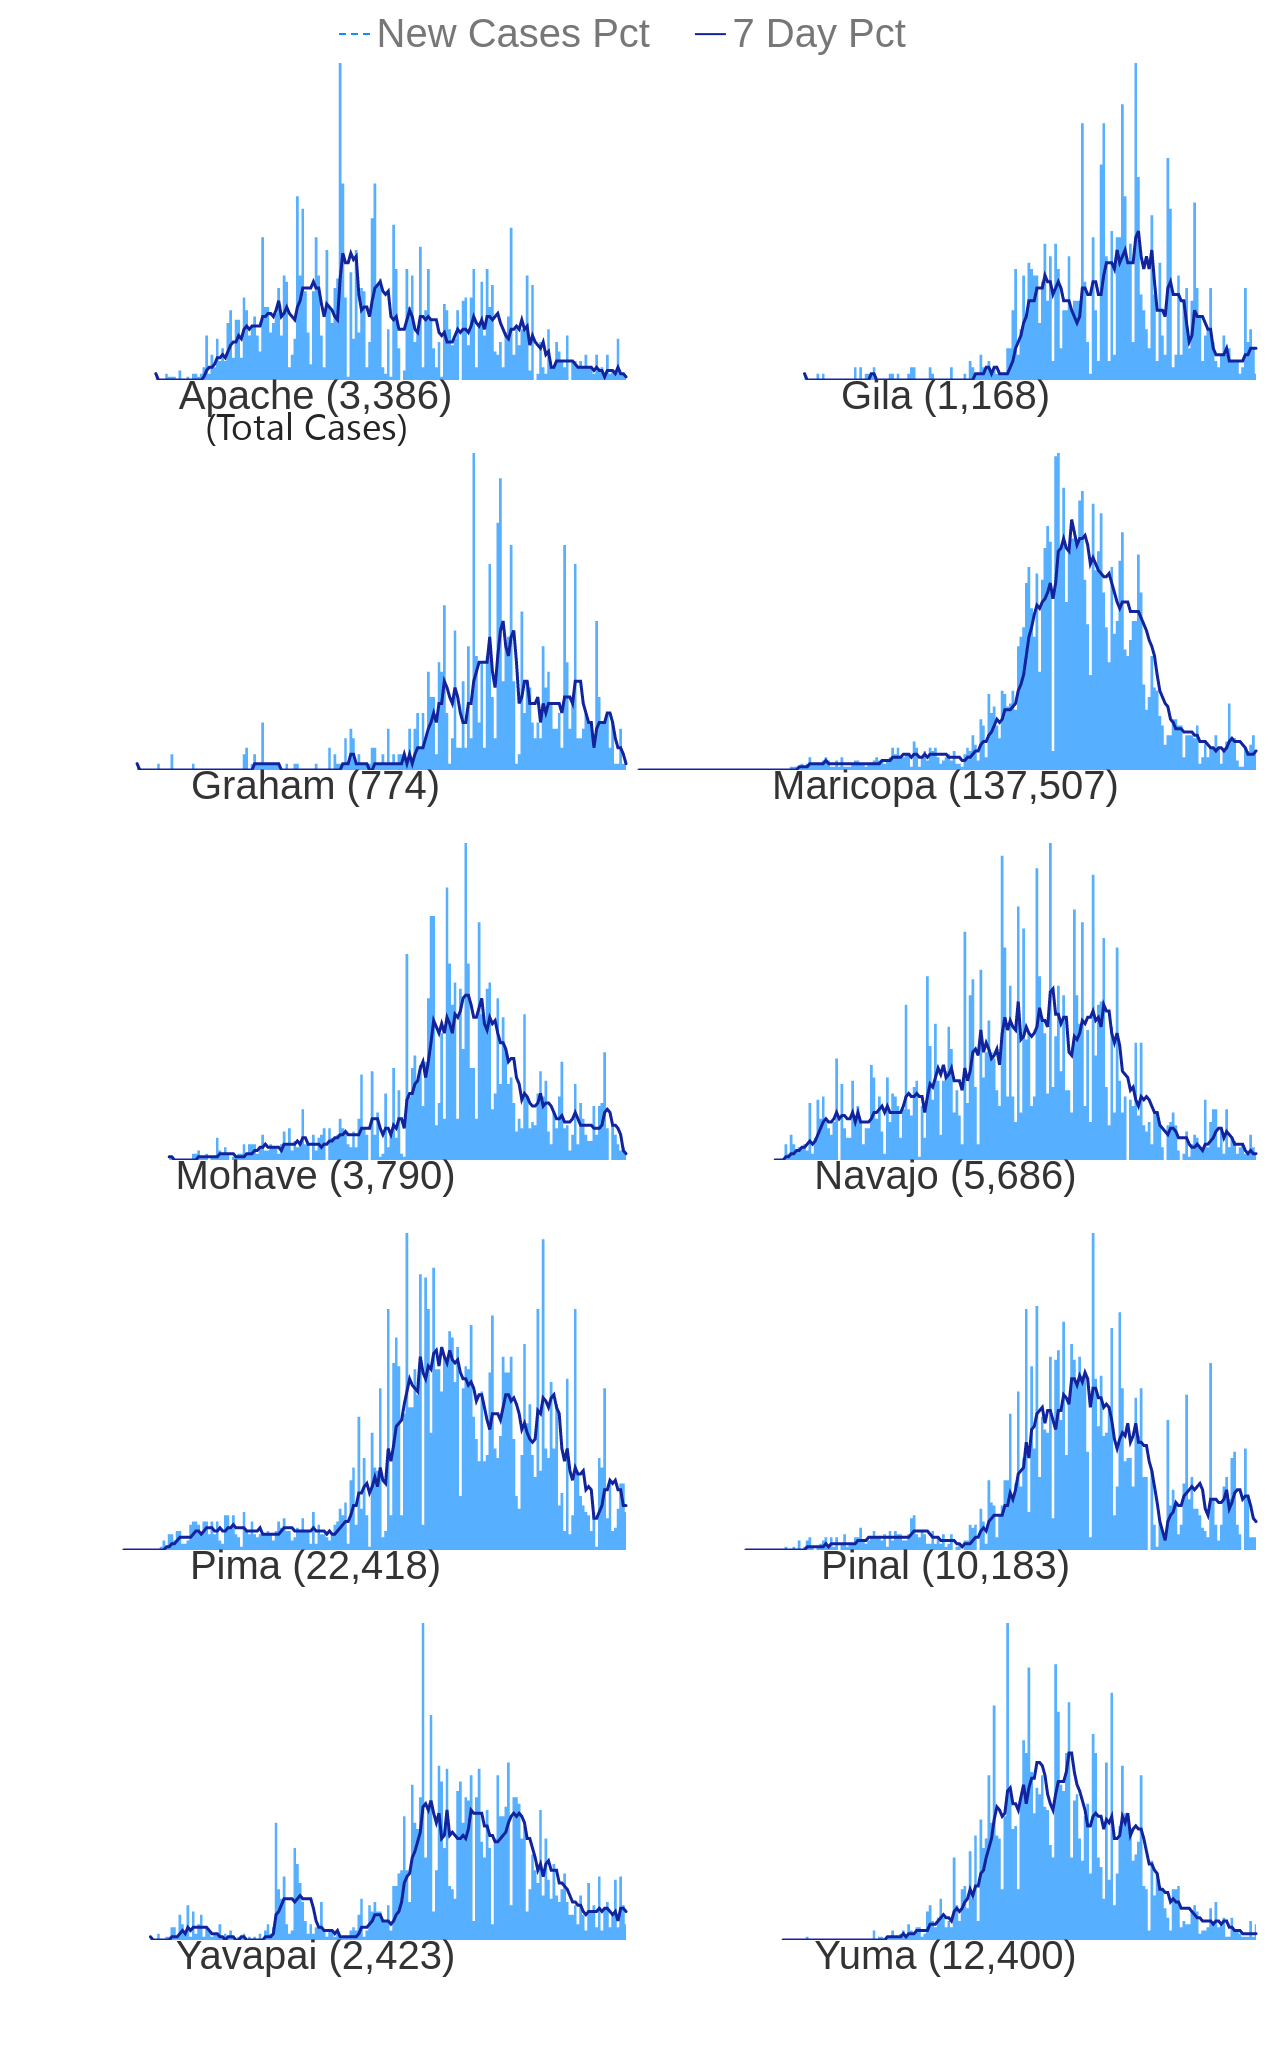 New Cases Pct 7 Day Pct
Apache (3,386) Gila (1,168)
(Total Cases)
Graham (774) Maricopa (137,507)
Mohave (3,790) Navajo (5,686)
Pima (22,418) Pinal (10,183)
Yavapai (2,423) Yuma (12,400)